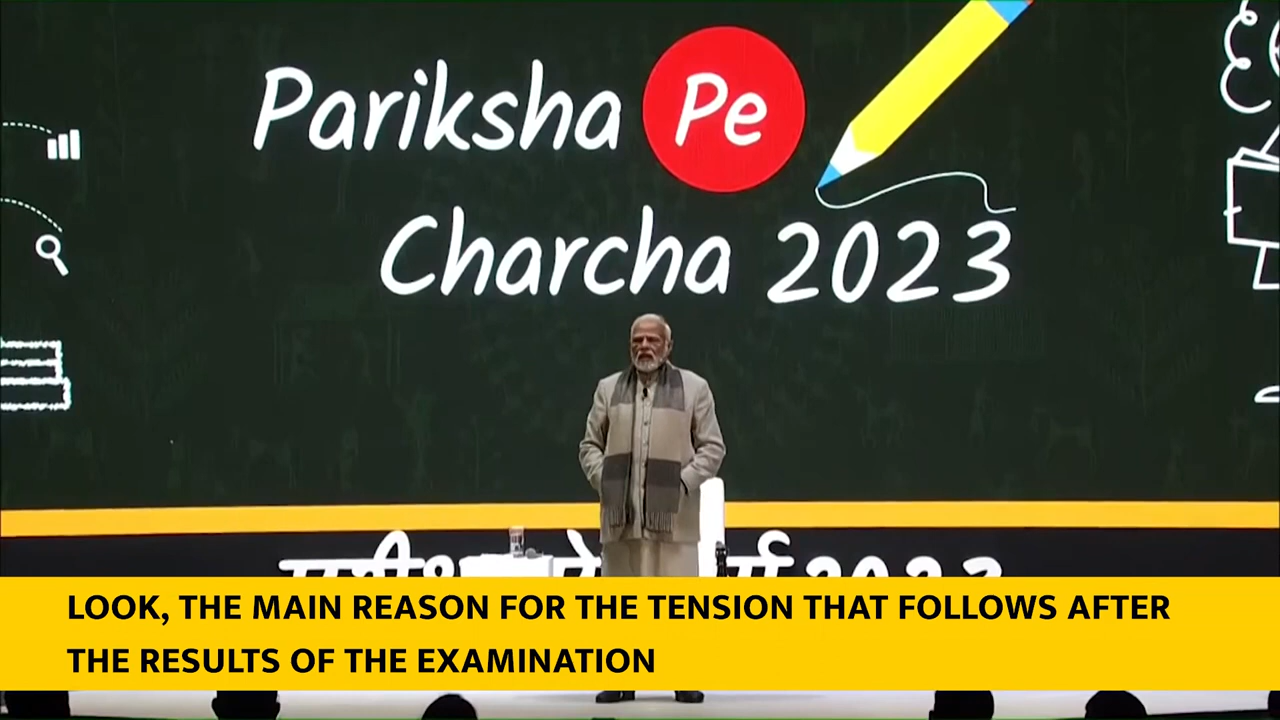 Pariksha Pe
Charcha 2023
LOOK, THE MAIN REASON FOR THE TENSION THAT FOLLOWS AFTER
THE RESULTS OF THE EXAMINATION